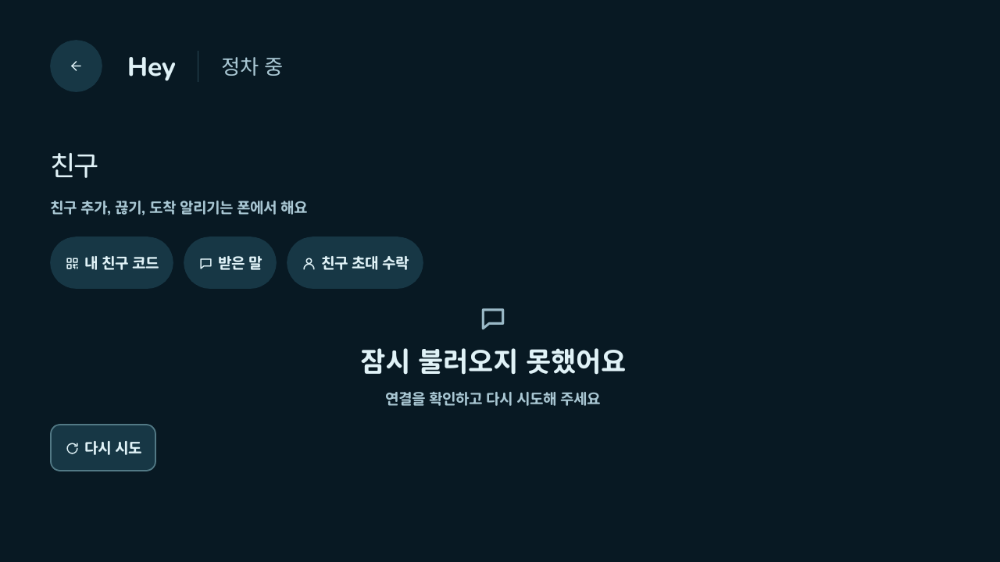 Hey
정차 중
친구
친구 추가, 끊기, 도착 알리기는 폰에서 해요
내 친구 코드
받은 말
친구 초대 수락
잠시 불러오지 못했어요
연결을 확인하고 다시 시도해 주세요
다시 시도